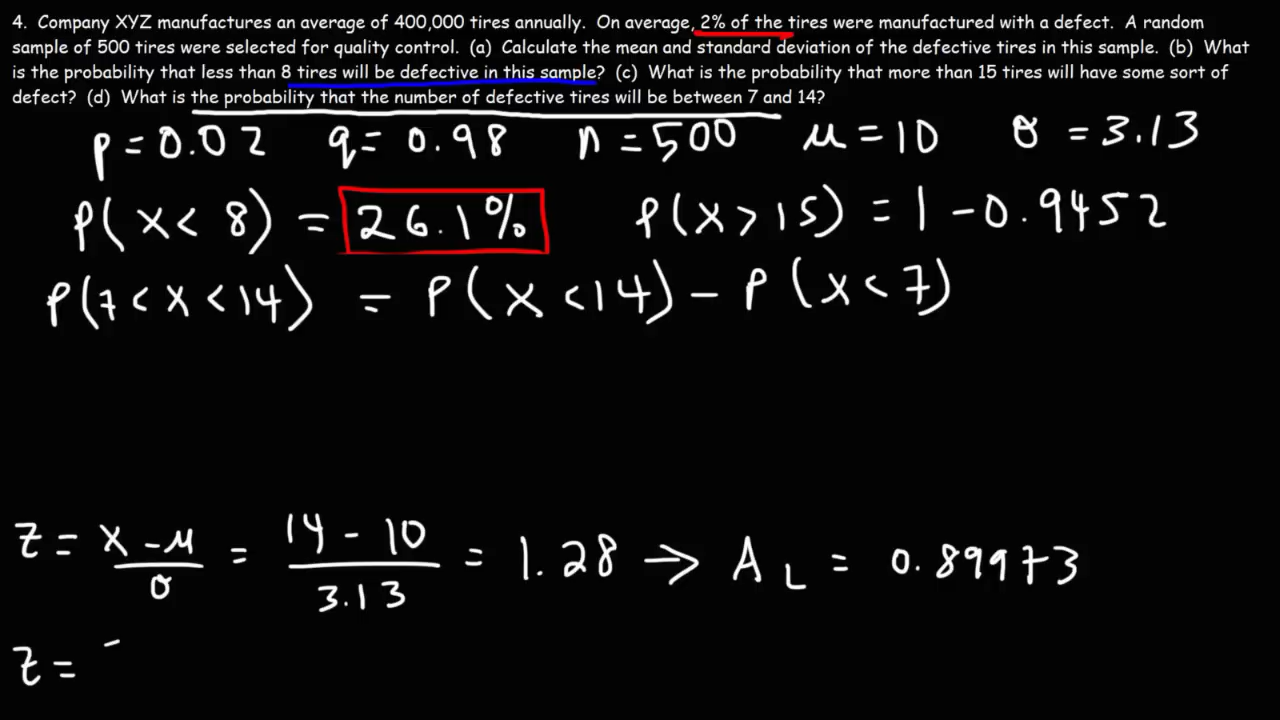 4. Company XYZ manufactures an average of 400,000 tires annually. On average, 2% of the tires were manufactured with a defect. A random
sample of 500 tires were selected for quality control. (a) Calculate the mean and standard deviation of the defective tires in this sample. (b) What
is the probability that less than 8 tires will be defective in this sample? (c) What is the probability that more than 15 tires will have some sort of
defect? (d) What is the probability that the number of defective tires will be between 7 and 14?
p = 0.02 q = 0.98 n = 500 μ = 10 σ = 3.13
P(x < 8) = 26.1% P(x > 15) = 1 - 0.9452
P(7 < x < 14) = P(x < 14) - P(x < 7)
z = (x - μ)/σ = (14 - 10)/3.13 = 1.28 → A_L = 0.89973
z =